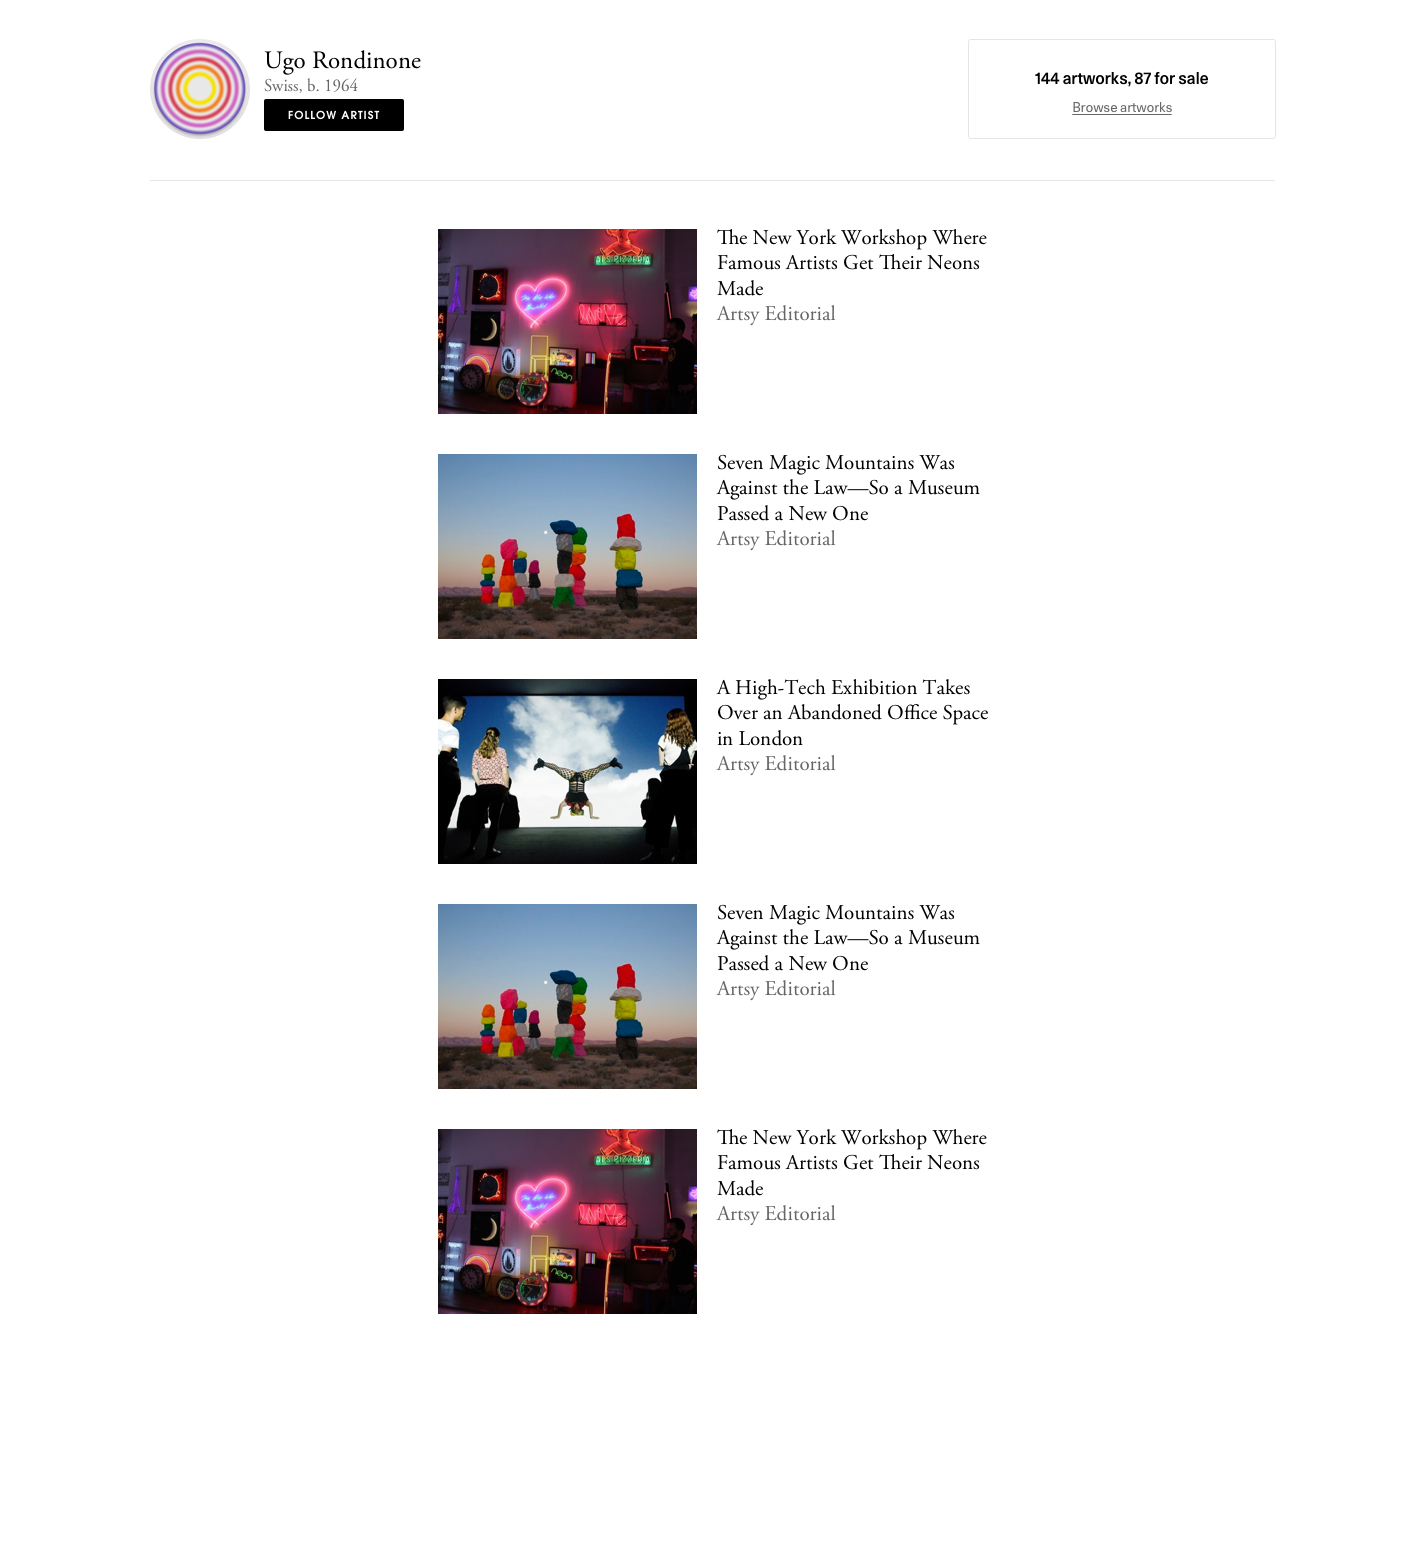 Ugo Rondinone
Swiss, b. 1964
FOLLOW ARTIST
144 artworks, 87 for sale
Browse artworks
The New York Workshop Where
Famous Artists Get Their Neons
Made
Artsy Editorial
neon
Seven Magic Mountains Was
Against the Law—So a Museum
Passed a New One
Artsy Editorial
A High-Tech Exhibition Takes
Over an Abandoned Office Space
in London
Artsy Editorial
Seven Magic Mountains Was
Against the Law—So a Museum
Passed a New One
Artsy Editorial
The New York Workshop Where
Famous Artists Get Their Neons
Made
Artsy Editorial
neon